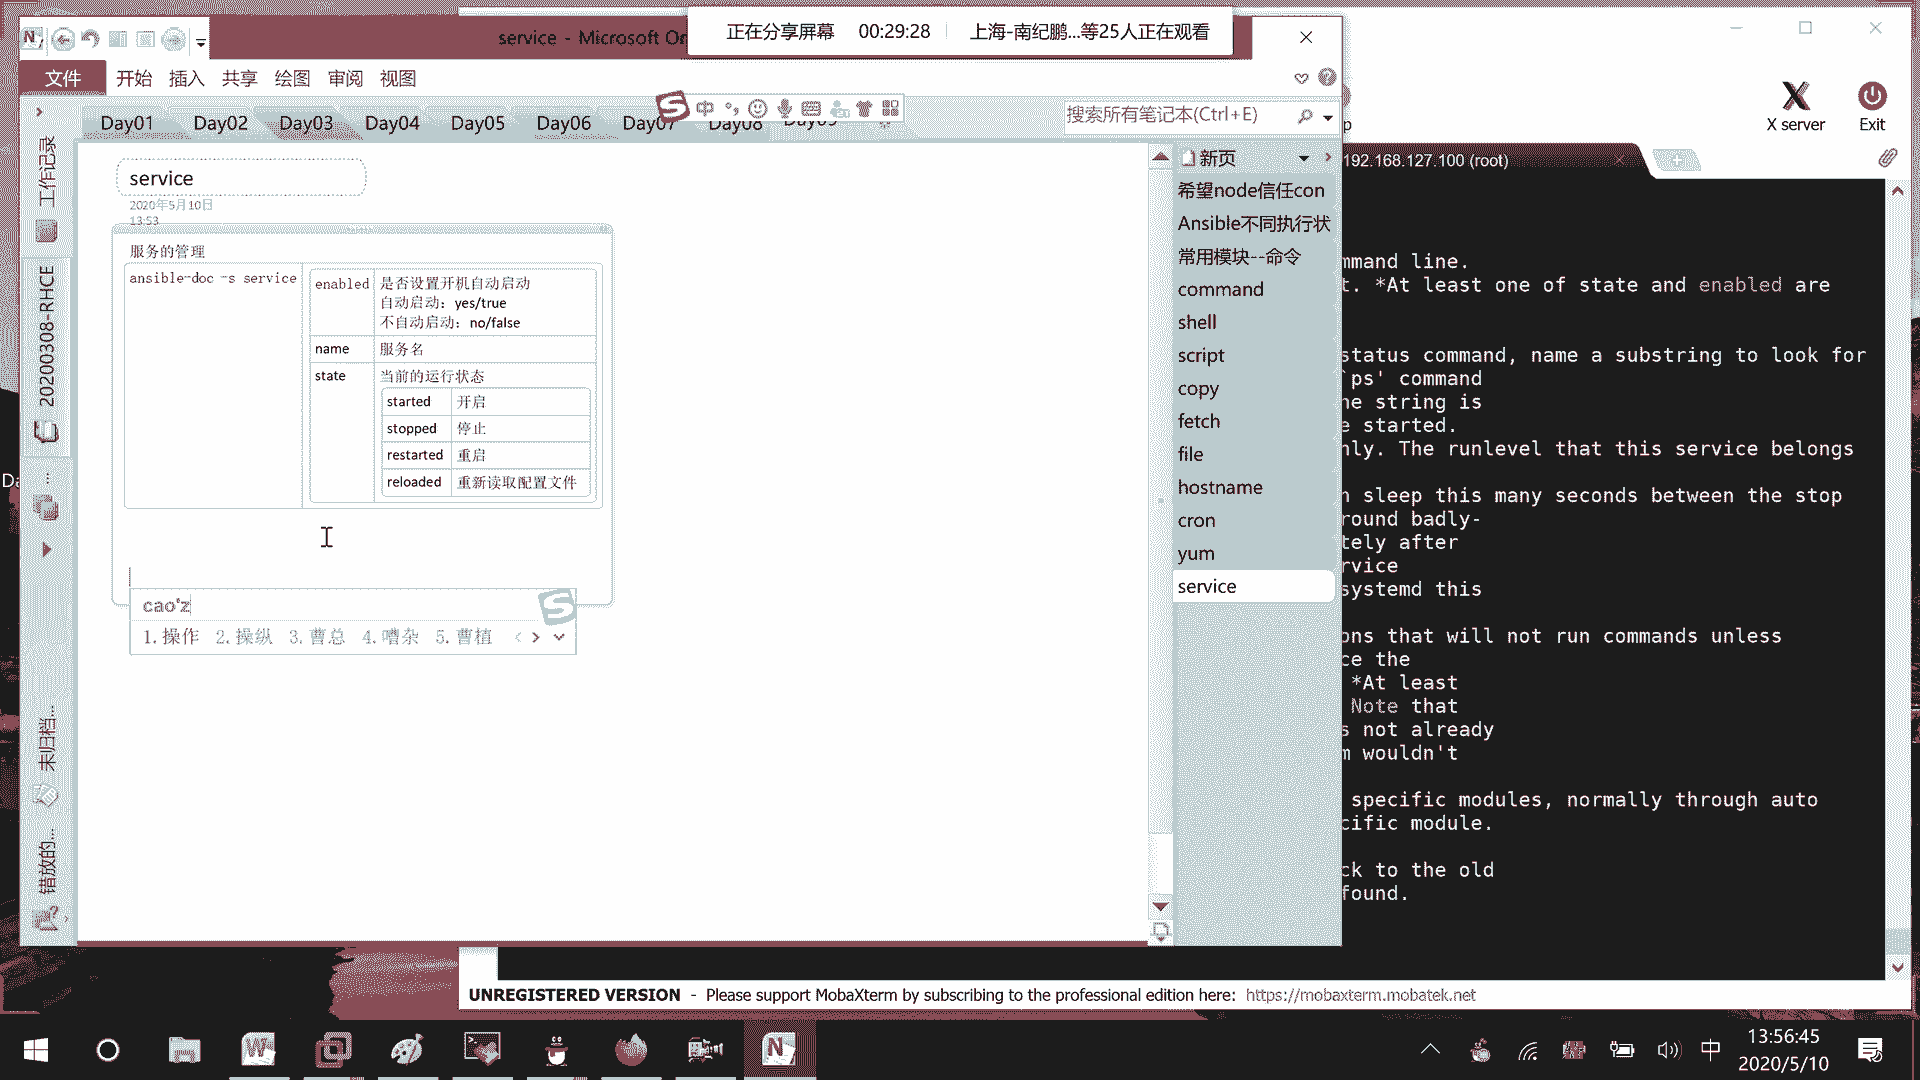 正在分享屏幕 00:29:28 上海-南纪鹏...等25人正在观看
service - Microsoft On
文件 开始 插入 共享 绘图 审阅 视图
中
X server
Exit
Day01 Day02 Day03 Day04 Day05 Day06 Day07 Day08 Day09
搜索所有笔记本(Ctrl+E)
工作记录
20200308-RHCE
未归档...
错放的...
service
2020年5月10日
13:53
服务的管理
ansible-doc -s service
enabled 是否设置开机自动启动
自动启动：yes/true
不自动启动：no/false
name 服务名
state 当前的运行状态
started 开启
stopped 停止
restarted 重启
reloaded 重新读取配置文件
cao'z
1.操作 2.操纵 3.曹总 4.嘈杂 5.曹植
新页
希望node信任con
Ansible不同执行状
常用模块--命令
command
shell
script
copy
fetch
file
hostname
cron
yum
service
192.168.127.100 (root)
mmand line.
t. *At least one of state and enabled are
status command, name a substring to look for
`ps' command
he string is
e started.
nly. The runlevel that this service belongs
n sleep this many seconds between the stop
round badly-
tely after
rvice
systemd this
ons that will not run commands unless
ce the
*At least
Note that
s not already
m wouldn't
specific modules, normally through auto
cific module.
ck to the old
found.
UNREGISTERED VERSION - Please support MobaXterm by subscribing to the professional edition here: https://mobaxterm.mobatek.net
中
13:56:45
2020/5/10